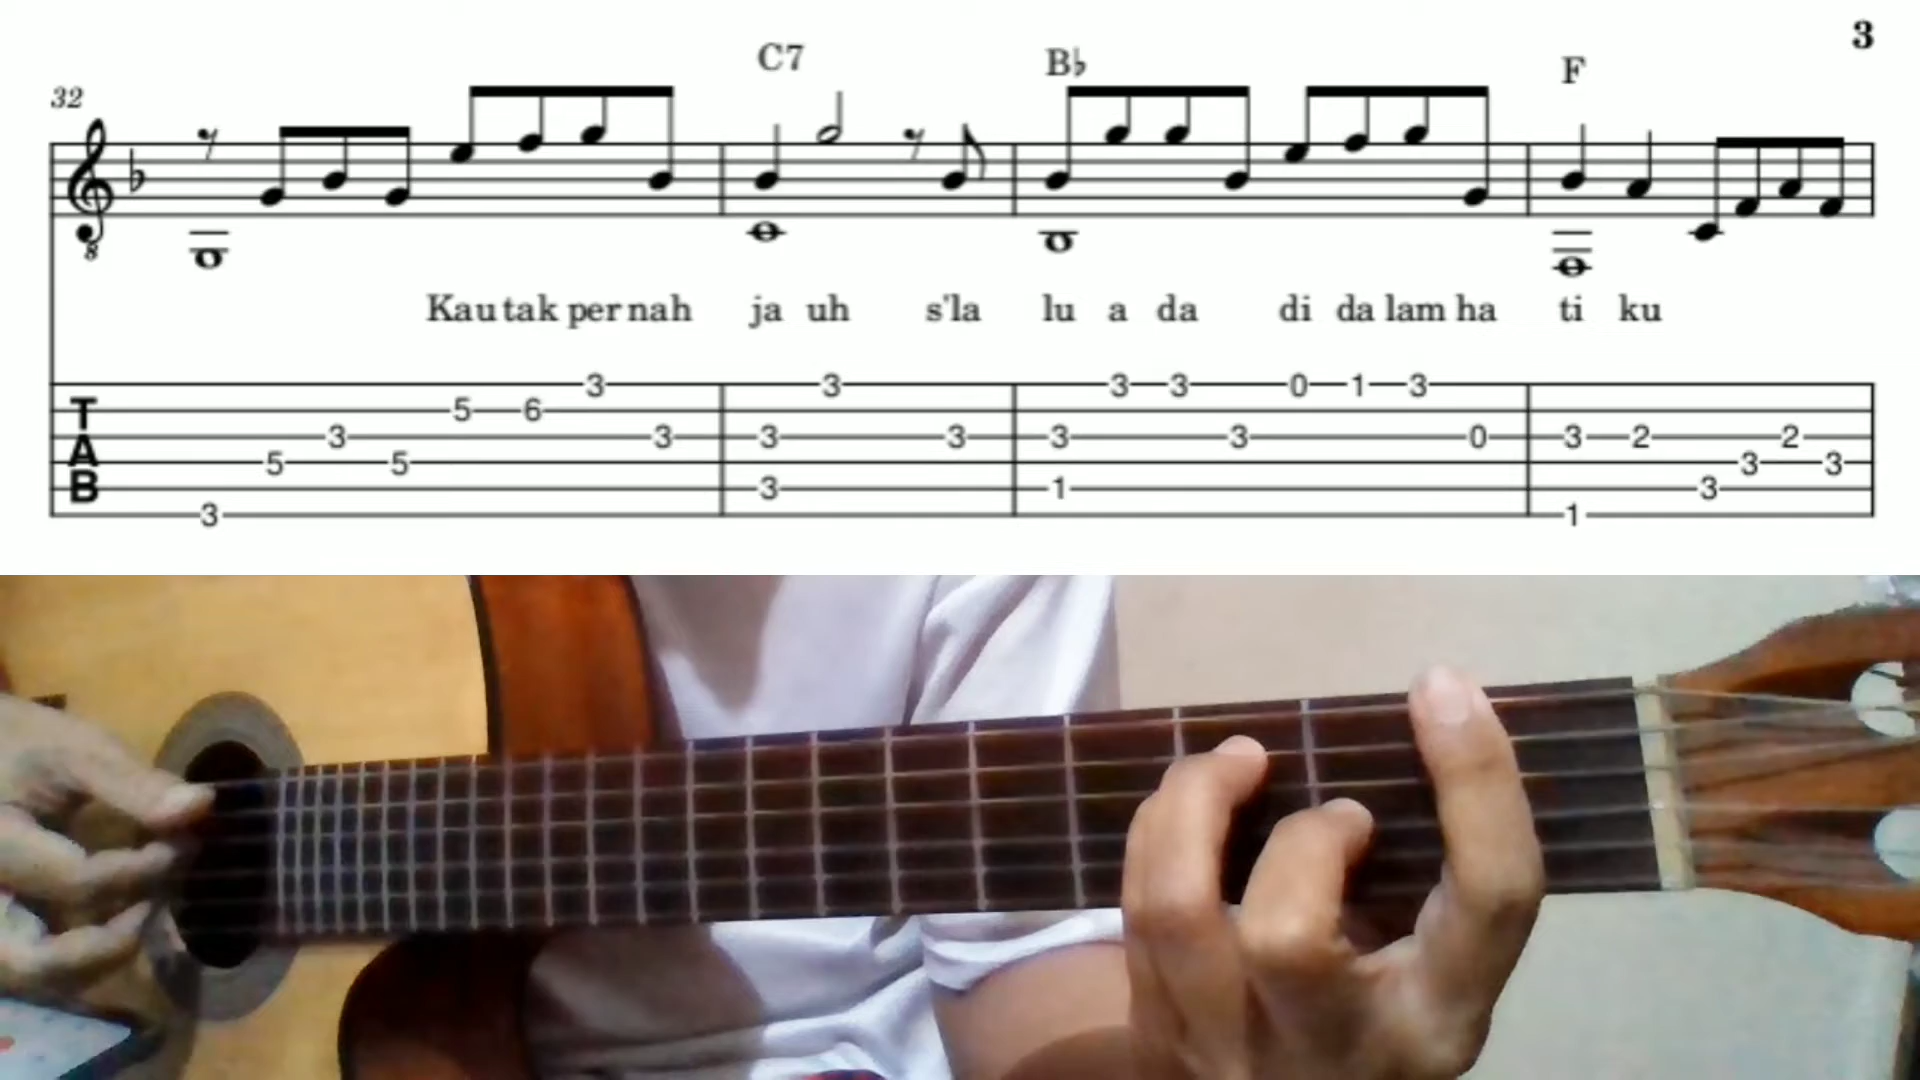 3
C7 B♭ F
32
8
Kau tak per nah ja uh s'la lu a da di da lam ha ti ku
3 3 3 0 1 3
5 6
3 3 3 3 3 3 0 3 2 2
5 5 3 3
3 1 3
3 1
TAB